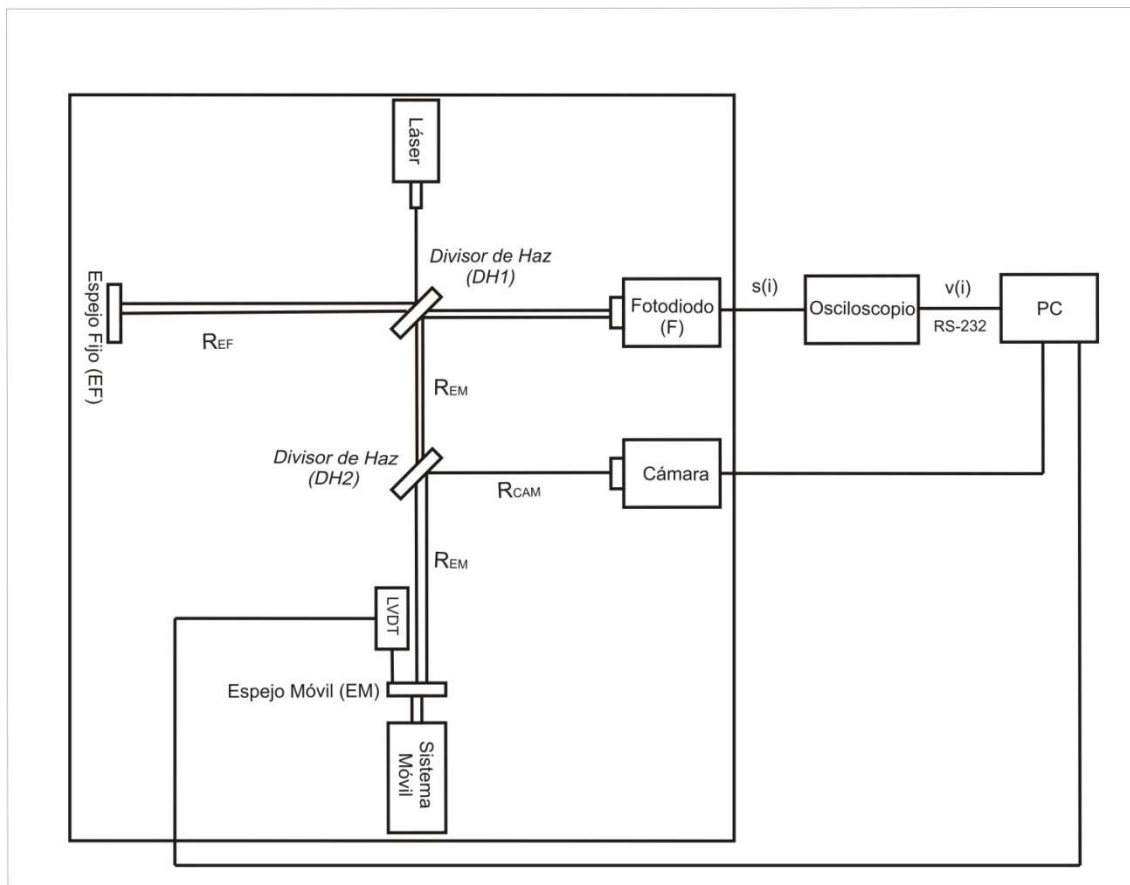 Láser
Divisor de Haz
(DH1)
Espejo Fijo (EF)
REF
Fotodiodo
(F)
s(i)
Osciloscopio
v(i)
RS-232
PC
REM
Divisor de Haz
(DH2)
RCAM
Cámara
REM
LVDT
Espejo Móvil (EM)
Sistema
Móvil